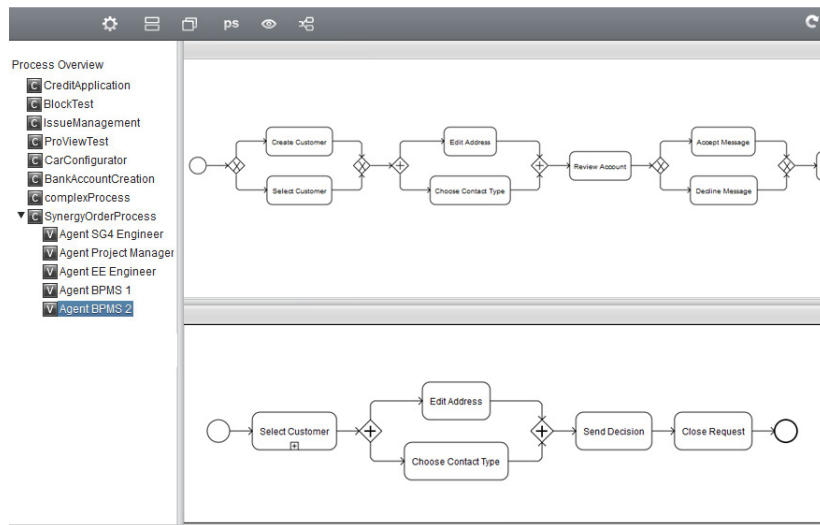 ps
Process Overview
C CreditApplication
C BlockTest
C IssueManagement
C ProViewTest
C CarConfigurator
C BankAccountCreation
C complexProcess
C SynergyOrderProcess
V Agent SG4 Engineer
V Agent Project Manager
V Agent EE Engineer
V Agent BPMS 1
V Agent BPMS 2
Create Customer
Edit Address
Accept Message
Review Account
Select Customer
Choose Contact Type
Decline Message
Edit Address
Select Customer
Send Decision
Close Request
Choose Contact Type